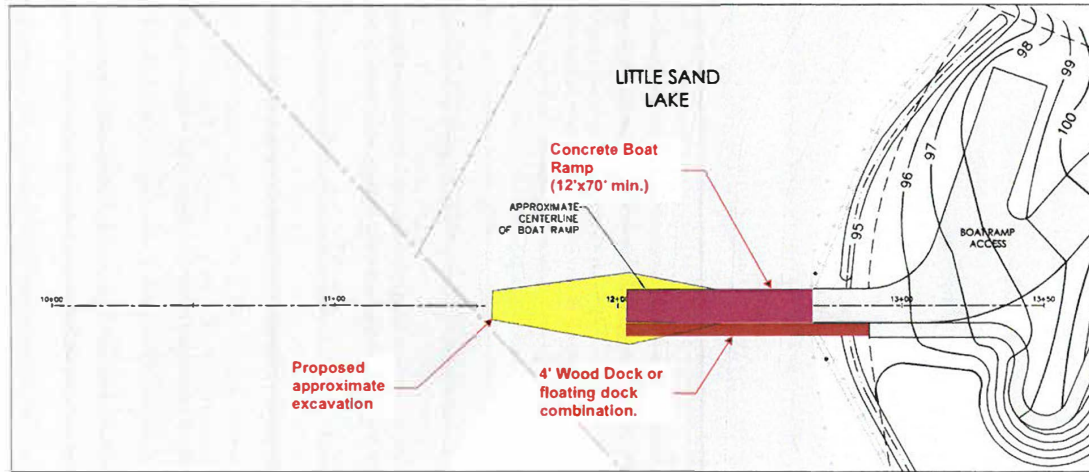 LITTLE SAND
LAKE
Concrete Boat
Ramp
(12'x70' min.)
APPROXIMATE
CENTERLINE
OF BOAT RAMP
98
99
100
97
96
95
BOAT RAMP
ACCESS
10+00
11+00
12+00
13+00
13+50
Proposed
approximate
excavation
4' Wood Dock or
floating dock
combination.